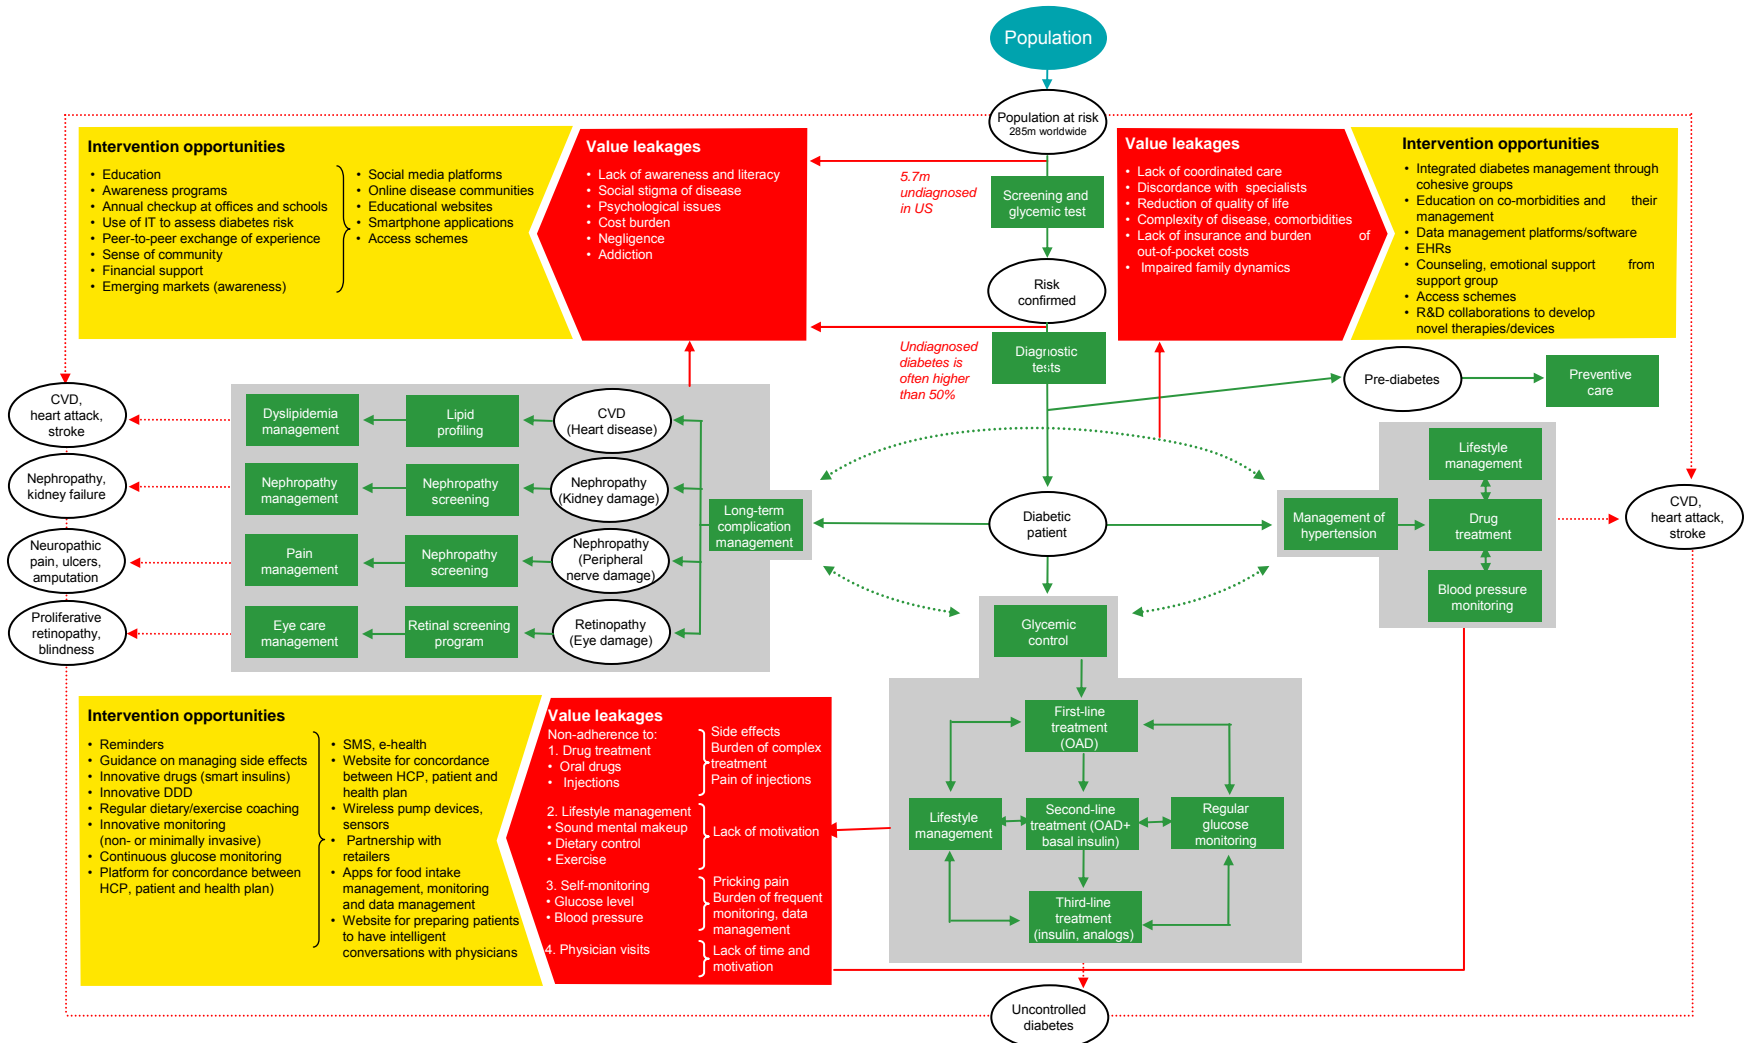 Population
Population at risk
285m worldwide
Intervention opportunities
• Education
• Awareness programs
• Annual checkup at offices and schools
• Use of IT to assess diabetes risk
• Peer-to-peer exchange of experience
• Sense of community
• Financial support
• Emerging markets (awareness)
• Social media platforms
• Online disease communities
• Educational websites
• Smartphone applications
• Access schemes
Value leakages
• Lack of awareness and literacy
• Social stigma of disease
• Psychological issues
• Cost burden
• Negligence
• Addiction
5.7m
undiagnosed
in US
Screening and
glycemic test
Risk
confirmed
Undiagnosed
diabetes is
often higher
than 50%
Diagnostic
tests
Value leakages
• Lack of coordinated care
• Discordance with specialists
• Reduction of quality of life
• Complexity of disease, comorbidities
• Lack of insurance and burden of
out-of-pocket costs
• Impaired family dynamics
Intervention opportunities
• Integrated diabetes management through
cohesive groups
• Education on co-morbidities and their
management
• Data management platforms/software
• EHRs
• Counseling, emotional support from
support group
• Access schemes
• R&D collaborations to develop
novel therapies/devices
Pre-diabetes
Preventive
care
CVD,
heart attack,
stroke
Dyslipidemia
management
Lipid
profiling
CVD
(Heart disease)
Nephropathy,
kidney failure
Nephropathy
management
Nephropathy
screening
Nephropathy
(Kidney damage)
Neuropathic
pain, ulcers,
amputation
Pain
management
Nephropathy
screening
Nephropathy
(Peripheral
nerve damage)
Proliferative
retinopathy,
blindness
Eye care
management
Retinal screening
program
Retinopathy
(Eye damage)
Long-term
complication
management
Diabetic
patient
Management of
hypertension
Lifestyle
management
Drug
treatment
Blood pressure
monitoring
CVD,
heart attack,
stroke
Glycemic
control
First-line
treatment
(OAD)
Lifestyle
management
Second-line
treatment (OAD+
basal insulin)
Regular
glucose
monitoring
Third-line
treatment
(insulin, analogs)
Uncontrolled
diabetes
Intervention opportunities
• Reminders
• Guidance on managing side effects
• Innovative drugs (smart insulins)
• Innovative DDD
• Regular dietary/exercise coaching
• Innovative monitoring
(non- or minimally invasive)
• Continuous glucose monitoring
• Platform for concordance between
HCP, patient and health plan)
• SMS, e-health
• Website for concordance
between HCP, patient and
health plan
• Wireless pump devices,
sensors
• Partnership with
retailers
• Apps for food intake
management, monitoring
and data management
• Website for preparing patients
to have intelligent
conversations with physicians
Value leakages
Non-adherence to:
1. Drug treatment
• Oral drugs
• Injections
Side effects
Burden of complex
treatment
Pain of injections
2. Lifestyle management
• Sound mental makeup
• Dietary control
• Exercise
Lack of motivation
3. Self-monitoring
• Glucose level
• Blood pressure
Pricking pain
Burden of frequent
monitoring, data
management
4. Physician visits
Lack of time and
motivation